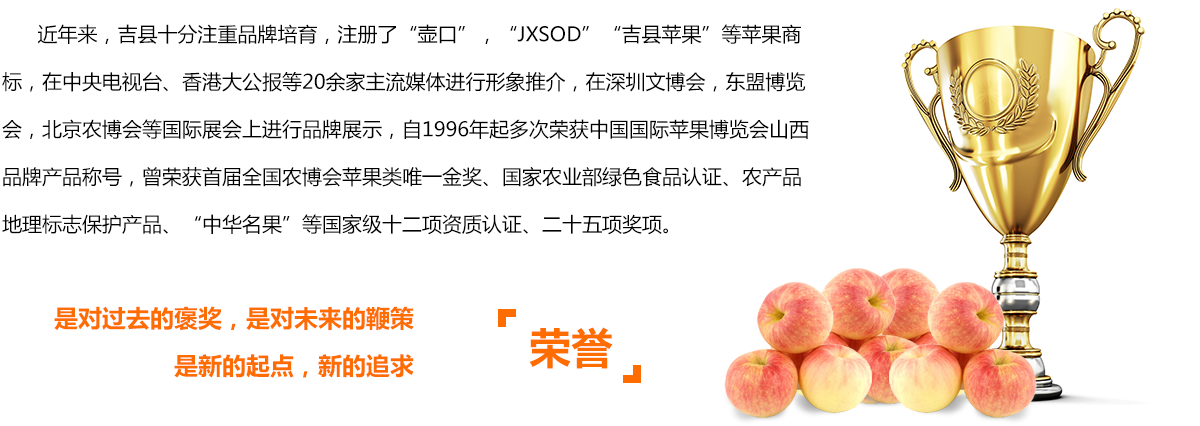 近年来，吉县十分注重品牌培育，注册了“壶口”，“JXSOD”“吉县苹果”等苹果商
标，在中央电视台、香港大公报等20余家主流媒体进行形象推介，在深圳文博会，东盟博览
会，北京农博会等国际展会上进行品牌展示，自1996年起多次荣获中国国际苹果博览会山西
品牌产品称号，曾荣获首届全国农博会苹果类唯一金奖、国家农业部绿色食品认证、农产品
地理标志保护产品、“中华名果”等国家级十二项资质认证、二十五项奖项。
是对过去的褒奖，是对未来的鞭策
是新的起点，新的追求
荣誉